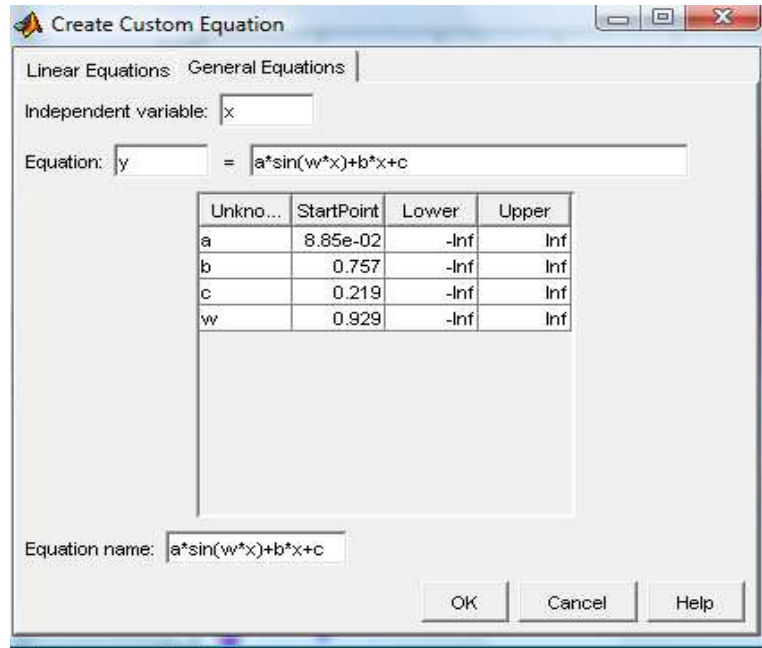 Create Custom Equation
Linear Equations General Equations
Independent variable: x
Equation: y = a*sin(w*x)+b*x+c
Unkno... StartPoint Lower Upper
a 8.85e-02 -Inf Inf
b 0.757 -Inf Inf
c 0.219 -Inf Inf
w 0.929 -Inf Inf
Equation name: a*sin(w*x)+b*x+c
OK Cancel Help